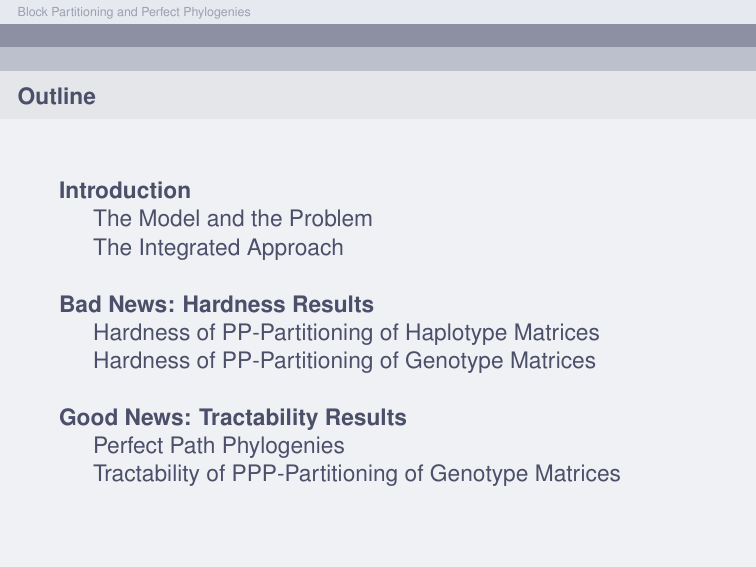 Block Partitioning and Perfect Phylogenies
Outline
Introduction
The Model and the Problem
The Integrated Approach
Bad News: Hardness Results
Hardness of PP-Partitioning of Haplotype Matrices
Hardness of PP-Partitioning of Genotype Matrices
Good News: Tractability Results
Perfect Path Phylogenies
Tractability of PPP-Partitioning of Genotype Matrices